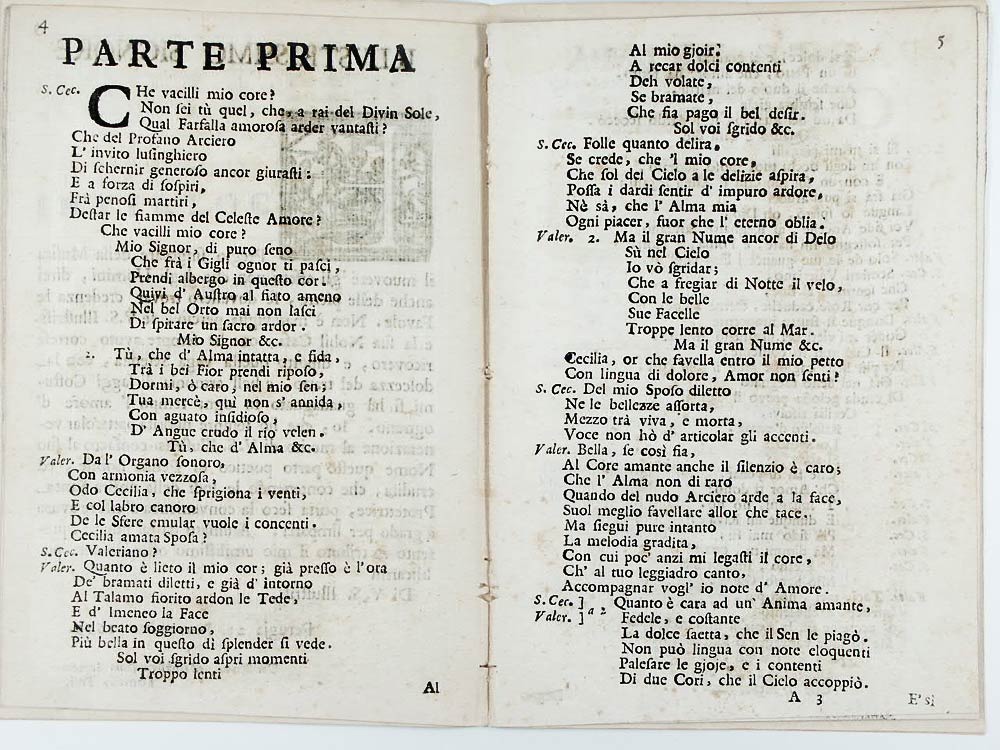 4
PARTE PRIMA
S. Cec. CHe vacilli mio core?
Non ſei tù quel, che, a rai del Divin Sole,
Qual Farfalla amoroſa arder vantaſti?
Che del Profano Arciero
L' invito luſinghiero
Di ſchernir generoſo ancor giuraſti:
E a forza di ſoſpiri,
Frà penoſi martiri,
Deſtar le fiamme del Celeſte Amore?
Che vacilli mio core?
Mio Signor, di puro ſeno
Che frà i Gigli ognor ti paſci,
Prendi albergo in queſto cor:
Quivi d' Auſtro al fiato ameno
Nel bel Orto mai non laſci
Di ſpirare un ſacro ardor.
Mio Signor &c.
2. Tù, che d' Alma intatta, e fida,
Trà i bei Fior prendi ripoſo,
Dormi, ò caro, nel mio ſen;
Tua mercè, quì non s' annida,
Con aguato inſidioſo,
D' Angue crudo il rio velen.
Tù, che d' Alma &c.
Valer. Da l' Organo ſonoro,
Con armonia vezzoſa,
Odo Cecilia, che ſprigiona i venti,
E col labro canoro
De le Sfere emular vuole i concenti.
Cecilia amata Spoſa?
S. Cec. Valeriano?
Valer. Quanto è lieto il mio cor; già preſſo è l'ora
De' bramati diletti, e già d' intorno
Al Talamo fiorito ardon le Tede,
E d' Imeneo la Face
Nel beato ſoggiorno,
Più bella in queſto dì ſplender ſi vede.
Sol voi ſgrido aſpri momenti
Troppo lenti
Al
5
Al mio gjoir:
A recar dolci contenti
Deh volate,
Se bramate,
Che ſia pago il bel deſir.
Sol voi ſgrido &c.
S. Cec. Folle quanto delira,
Se crede, che 'l mio core,
Che ſol dei Cielo a le delizie aſpira,
Poſſa i dardi ſentir d' impuro ardore,
Nè sà, che l' Alma mia
Ogni piacer, fuor che l' eterno oblia.
Valer. 2. Ma il gran Nume ancor di Delo
Sù nel Cielo
Io vò ſgridar;
Che a fregiar di Notte il velo,
Con le belle
Sue Facelle
Troppe lento corre al Mar.
Ma il gran Nume &c.
Cecilia, or che favella entro il mio petto
Con lingua di dolore, Amor non ſenti?
S. Cec. Del mio Spoſo diletto
Ne le bellezze aſſorta,
Mezzo trà viva, e morta,
Voce non hò d' articolar gli accenti.
Valer. Bella, ſe così fia,
Al Core amante anche il ſilenzio è caro;
Che l' Alma non di raro
Quando del nudo Arciero arde a la face,
Suol meglio favellare allor che tace.
Ma ſiegui pure intanto
La melodia gradita,
Con cui poc' anzi mi legaſti il core,
Ch' al tuo leggiadro canto,
Accompagnar vogl' io note d' Amore.
S. Cec. ] a 2 Quanto è cara ad un' Anima amante,
Valer. ] Fedele, e coſtante
La dolce ſaetta, che il Sen le piagò.
Non può lingua con note eloquenti
Paleſare le gjoje, e i contenti
Di due Cori, che il Cielo accoppiò.
A 3
E' sì